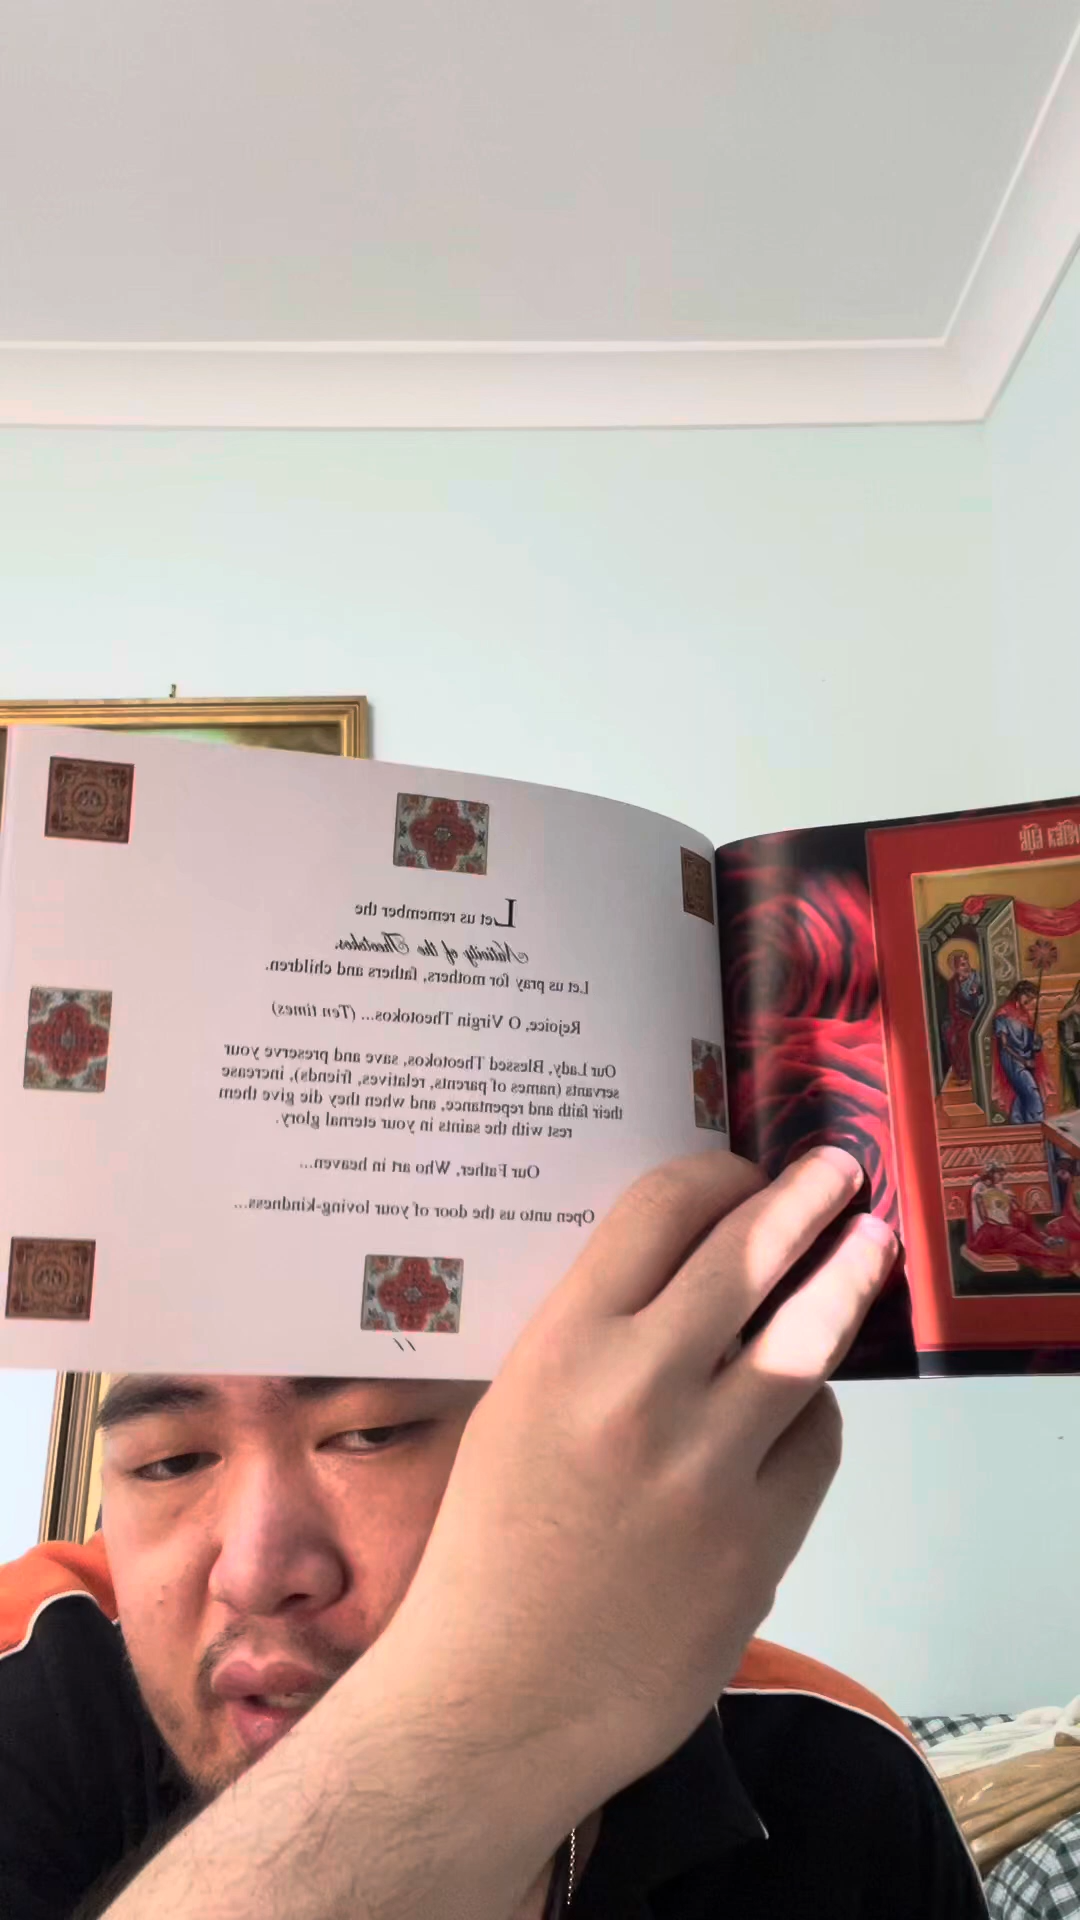 Let us remember the
Nativity of the Theotokos.
Let us pray for mothers, fathers and children.
Rejoice, O Virgin Theotokos... (Ten times)
Our Lady, Blessed Theotokos, save and preserve your
servants (names of parents, relatives, friends), increase
their faith and repentance, and when they die give them
rest with the saints in your eternal glory.
Our Father, Who art in heaven...
Open unto us the door of your loving-kindness...
11